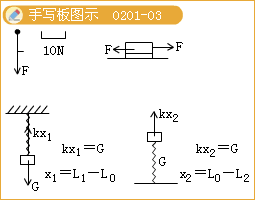 手写板图示 0201-03
F
10N
F F
kx₁
G
kx₁＝G
x₁＝L₁－L₀
kx₂
G
kx₂＝G
x₂＝L₀－L₂